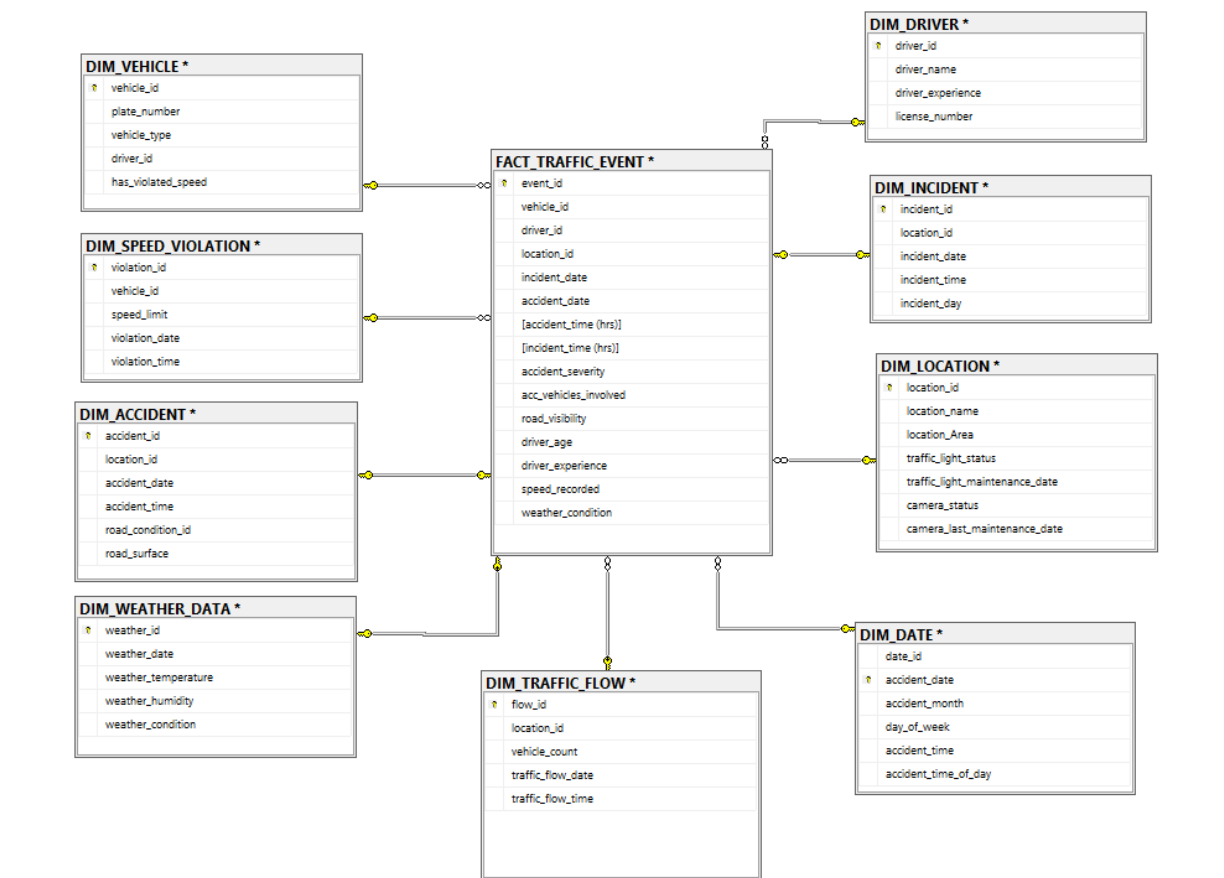 DIM_VEHICLE *
vehicle_id
plate_number
vehicle_type
driver_id
has_violated_speed
DIM_SPEED_VIOLATION *
violation_id
vehicle_id
speed_limit
violation_date
violation_time
DIM_ACCIDENT *
accident_id
location_id
accident_date
accident_time
road_condition_id
road_surface
DIM_WEATHER_DATA *
weather_id
weather_date
weather_temperature
weather_humidity
weather_condition
FACT_TRAFFIC_EVENT *
event_id
vehicle_id
driver_id
location_id
incident_date
accident_date
[accident_time (hrs)]
[incident_time (hrs)]
accident_severity
acc_vehicles_involved
road_visibility
driver_age
driver_experience
speed_recorded
weather_condition
DIM_TRAFFIC_FLOW *
flow_id
location_id
vehicle_count
traffic_flow_date
traffic_flow_time
DIM_DRIVER *
driver_id
driver_name
driver_experience
license_number
DIM_INCIDENT *
incident_id
location_id
incident_date
incident_time
incident_day
DIM_LOCATION *
location_id
location_name
location_Area
traffic_light_status
traffic_light_maintenance_date
camera_status
camera_last_maintenance_date
DIM_DATE *
date_id
accident_date
accident_month
day_of_week
accident_time
accident_time_of_day